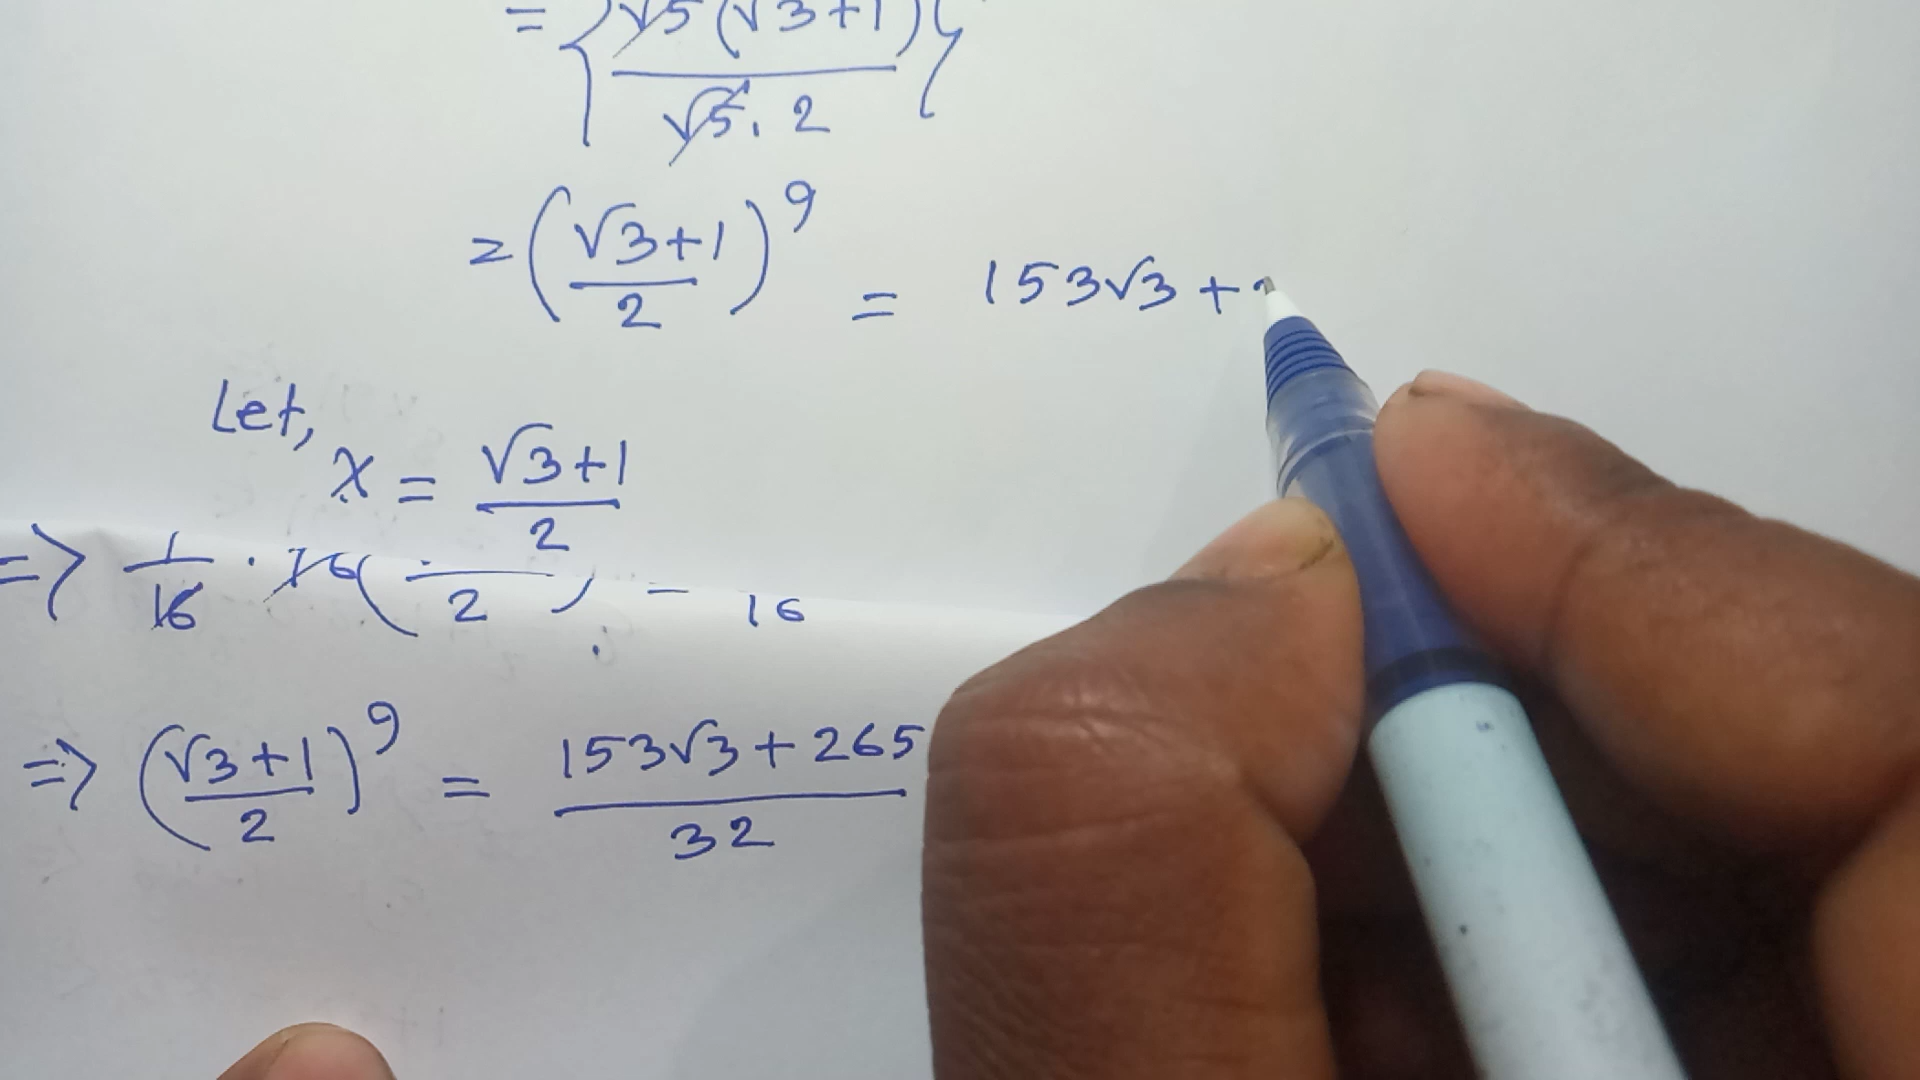 = {√5(√3+1)/√5.2}
= (√3+1/2)^9 = 153√3 +
Let,
x = √3+1/2
=> 1/16 . 16( /2 ) - 16
=> (√3+1/2)^9 = 153√3+265/32